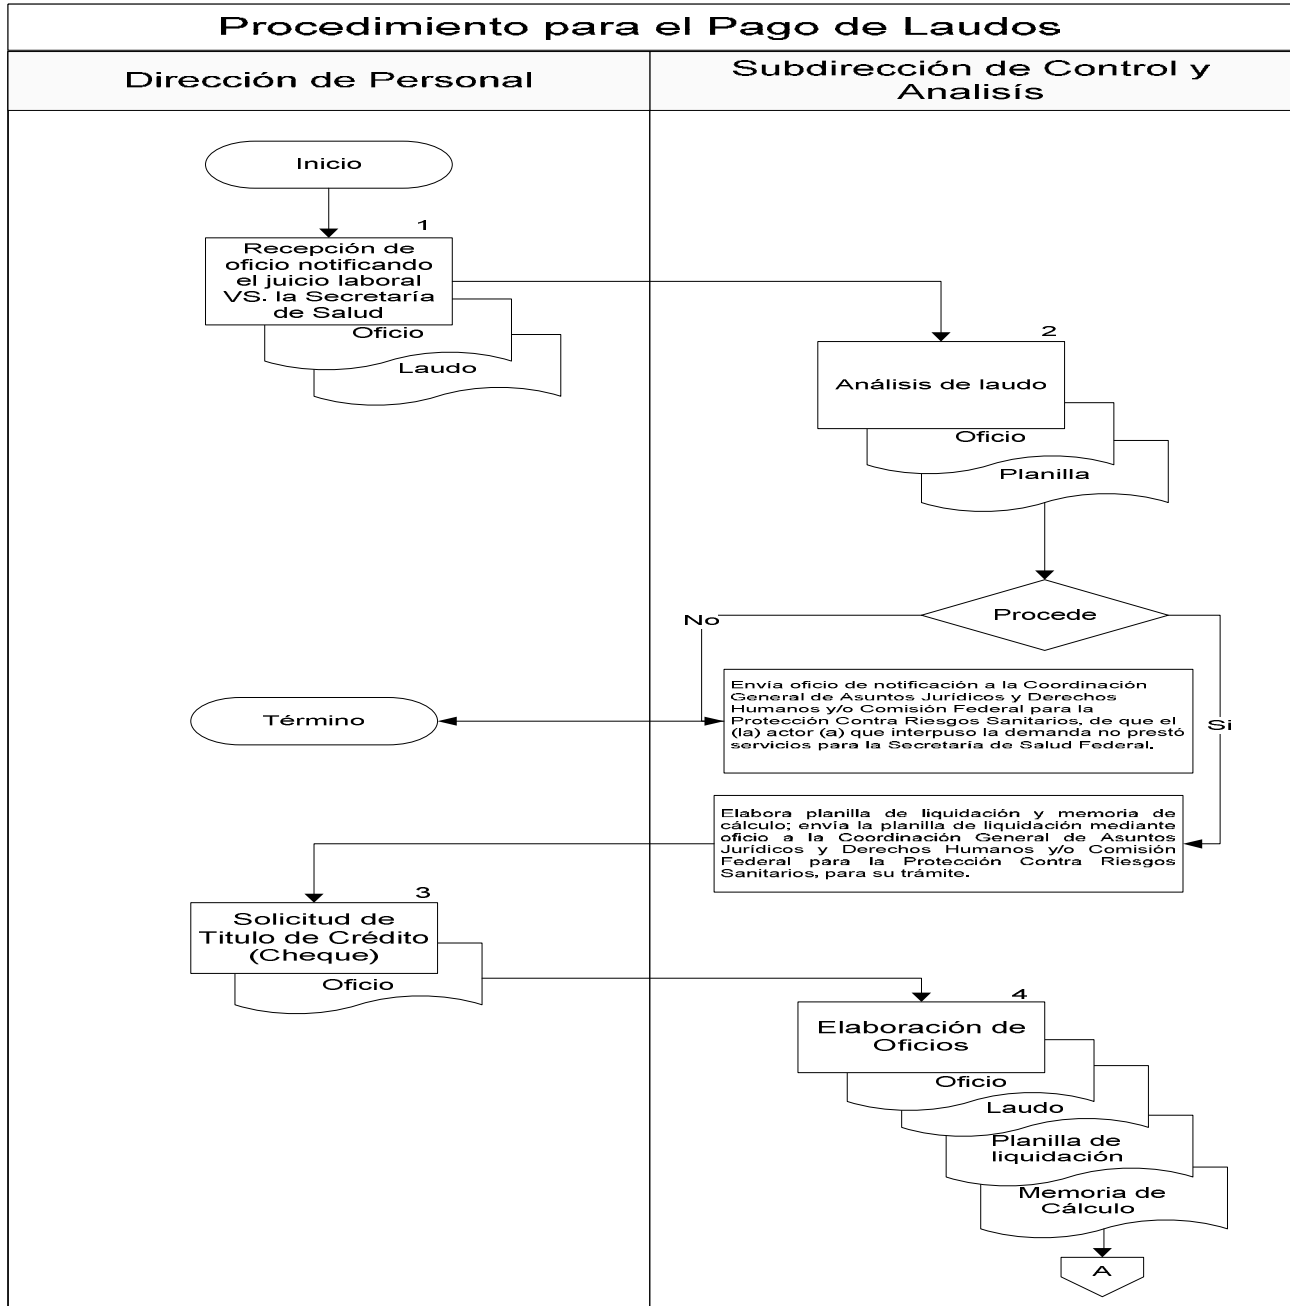 Procedimiento para el Pago de Laudos
Dirección de Personal
Subdirección de Control y
Analisís
Inicio
1
Recepción de
oficio notificando
el juicio laboral
VS. la Secretaría
de Salud
Oficio
Laudo
2
Análisis de laudo
Oficio
Planilla
Procede
No
Si
Envía oficio de notificación a la Coordinación
General de Asuntos Jurídicos y Derechos
Humanos y/o Comisión Federal para la
Protección Contra Riesgos Sanitarios, de que el
(la) actor (a) que interpuso la demanda no prestó
servicios para la Secretaría de Salud Federal.
Término
Elabora planilla de liquidación y memoria de
cálculo; envía la planilla de liquidación mediante
oficio a la Coordinación General de Asuntos
Jurídicos y Derechos Humanos y/o Comisión
Federal para la Protección Contra Riesgos
Sanitarios, para su trámite.
3
Solicitud de
Titulo de Crédito
(Cheque)
Oficio
4
Elaboración de
Oficios
Oficio
Laudo
Planilla de
liquidación
Memoria de
Cálculo
A